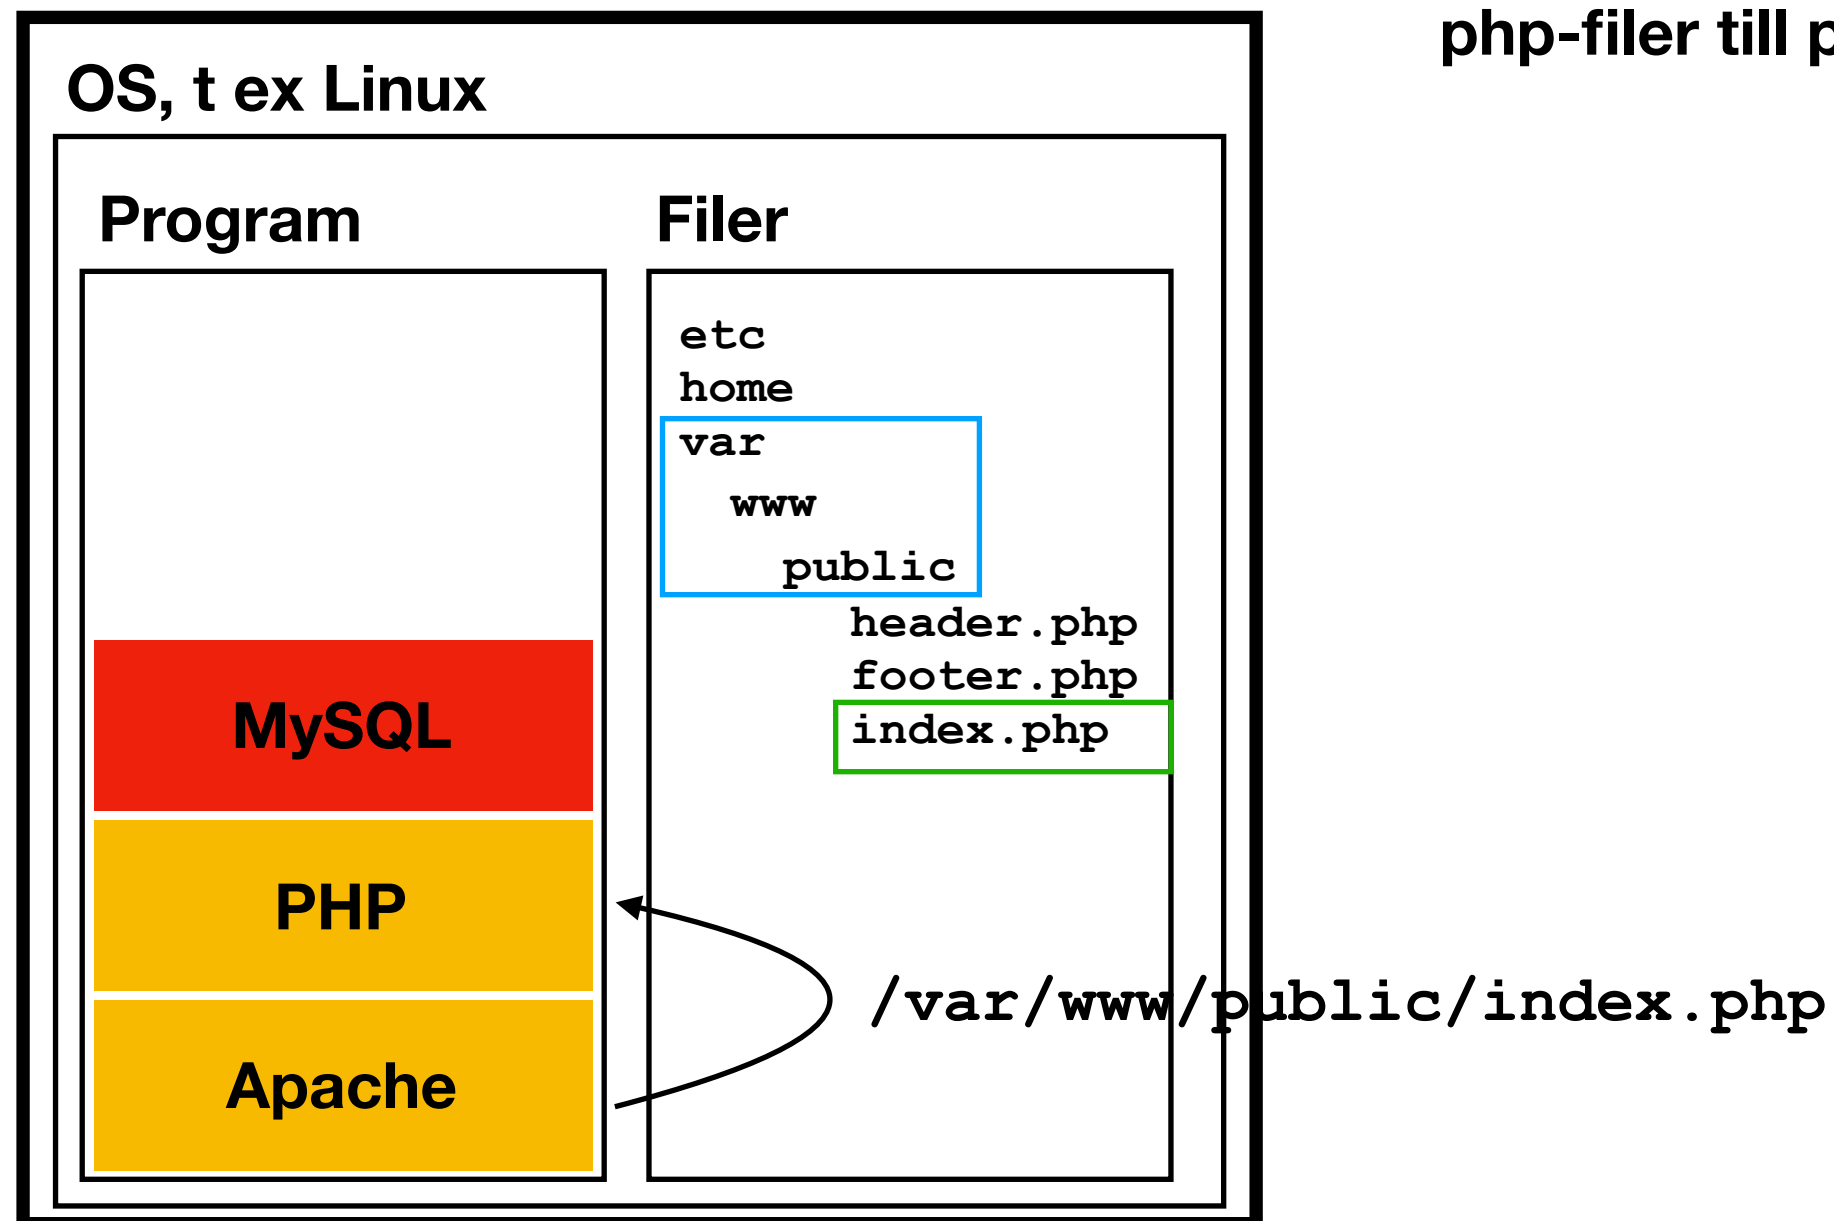 php-filer till
OS, t ex Linux
Program
Filer
etc
home
var
www
public
header.php
footer.php
index.php
MySQL
PHP
Apache
/var/www/public/index.php